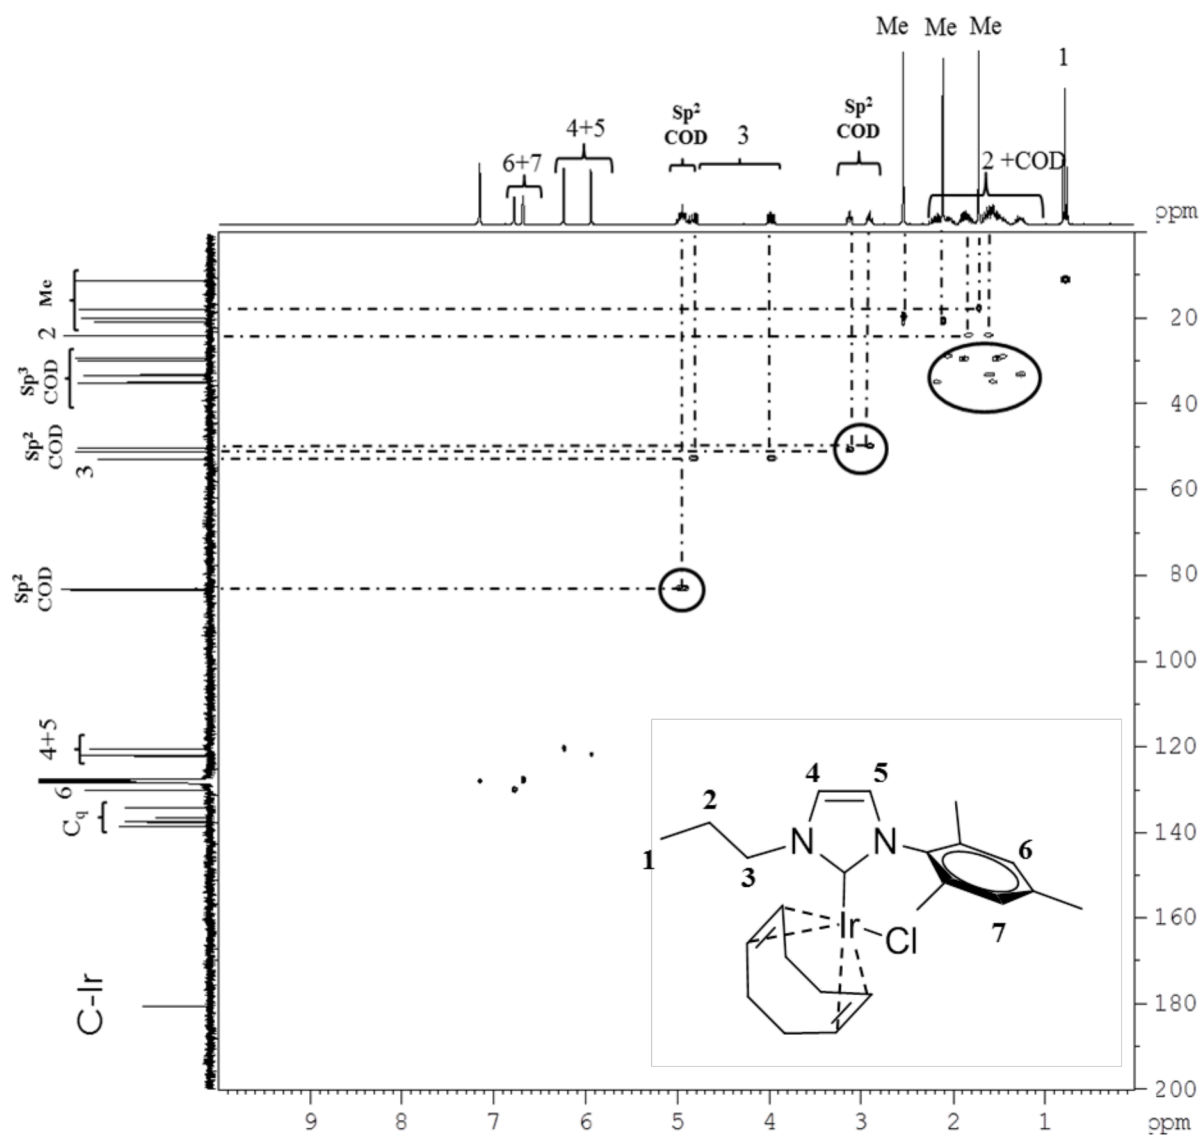 Me Me Me
1
Sp² COD
3
Sp² COD
4+5
6+7
2 +COD
ppm
Me
2
Sp³ COD
Sp² COD
3
Sp² COD
4+5
6
Cq
C-Ir
20
40
60
80
100
120
140
160
180
200
4 5
2
N N
1
3
6
7
Ir Cl
9 8 7 6 5 4 3 2 1 ppm